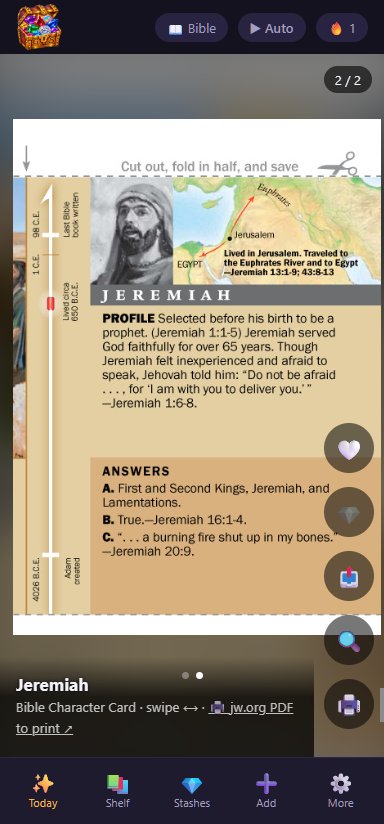 Bible
Auto
1
2 / 2
Cut out, fold in half, and save
98 C.E.
Last Bible
book written
1 C.E.
Lived circa
650 B.C.E.
4026 B.C.E.
Adam
created
Euphrates
Jerusalem
EGYPT
Lived in Jerusalem. Traveled to
the Euphrates River and to Egypt
—Jeremiah 13:1-9; 43:8-13
JEREMIAH
PROFILE Selected before his birth to be a
prophet. (Jeremiah 1:1-5) Jeremiah served
God faithfully for over 65 years. Though
Jeremiah felt inexperienced and afraid to
speak, Jehovah told him: “Do not be afraid
. . . , for ‘I am with you to deliver you.’ ”
—Jeremiah 1:6-8.
ANSWERS
A. First and Second Kings, Jeremiah, and
Lamentations.
B. True.—Jeremiah 16:1-4.
C. “. . . a burning fire shut up in my bones.”
—Jeremiah 20:9.
Jeremiah
Bible Character Card · swipe ↔ · jw.org PDF
to print ↗
Today
Shelf
Stashes
Add
More